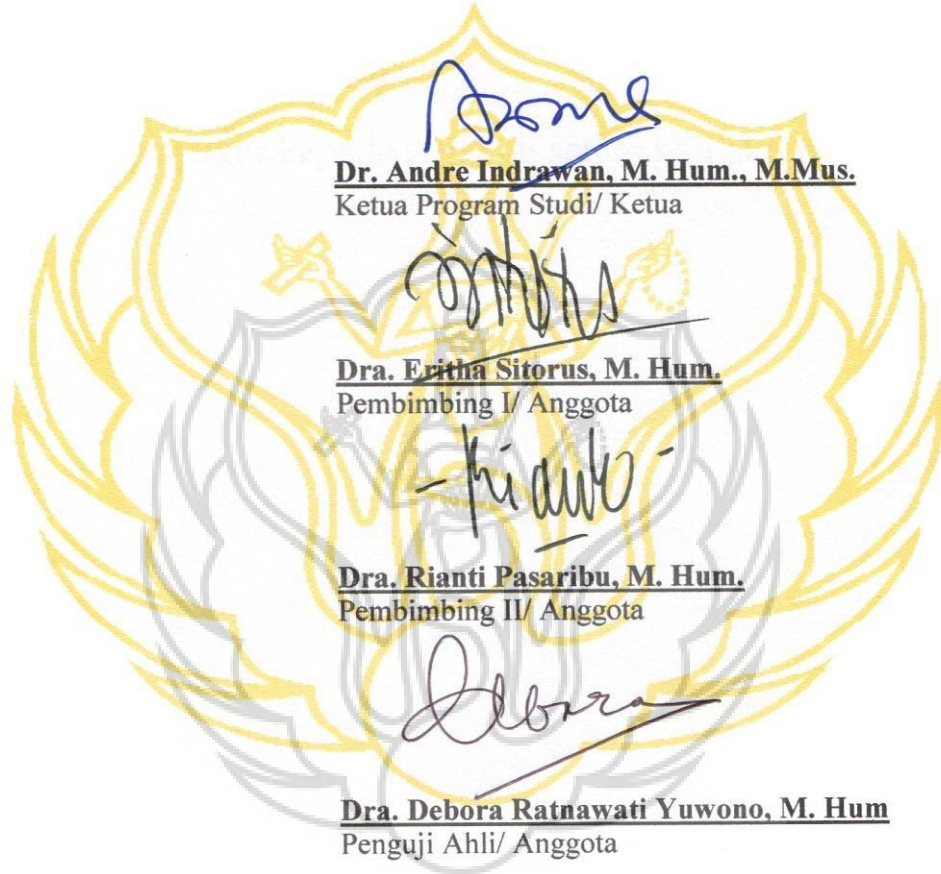 Dr. Andre Indrawan, M. Hum., M.Mus.
Ketua Program Studi/ Ketua
Dra. Eritha Sitorus, M. Hum.
Pembimbing I/ Anggota
Dra. Rianti Pasaribu, M. Hum.
Pembimbing II/ Anggota
Debora
Dra. Debora Ratnawati Yuwono, M. Hum
Penguji Ahli/ Anggota